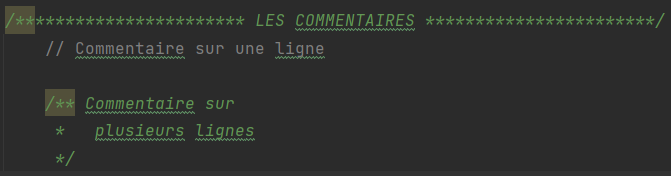 /*********************** LES COMMENTAIRES ***********************/
// Commentaire sur une ligne
/** Commentaire sur
*   plusieurs lignes
*/